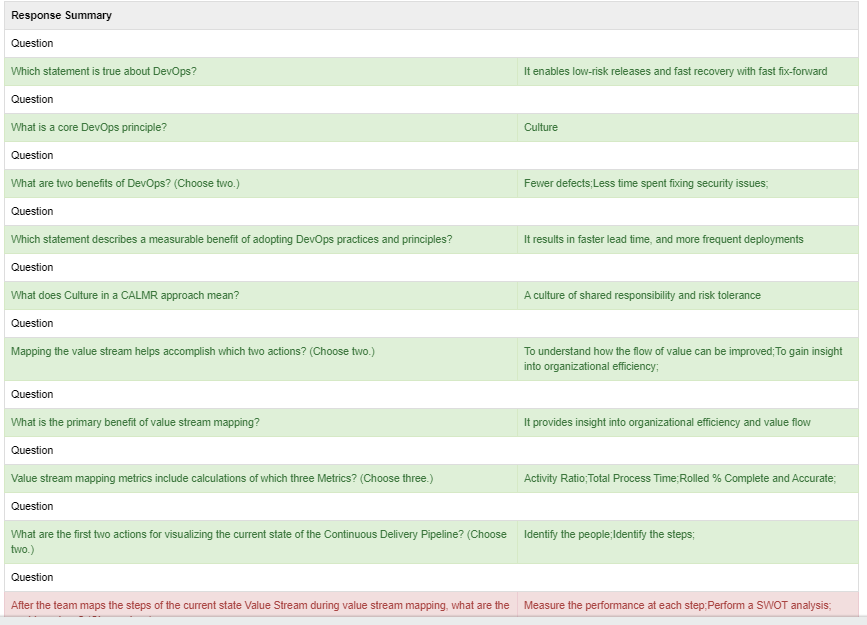 Response Summary
Question
Which statement is true about DevOps? It enables low-risk releases and fast recovery with fast fix-forward
Question
What is a core DevOps principle? Culture
Question
What are two benefits of DevOps? (Choose two.) Fewer defects;Less time spent fixing security issues;
Question
Which statement describes a measurable benefit of adopting DevOps practices and principles? It results in faster lead time, and more frequent deployments
Question
What does Culture in a CALMR approach mean? A culture of shared responsibility and risk tolerance
Question
Mapping the value stream helps accomplish which two actions? (Choose two.) To understand how the flow of value can be improved;To gain insight
into organizational efficiency;
Question
What is the primary benefit of value stream mapping? It provides insight into organizational efficiency and value flow
Question
Value stream mapping metrics include calculations of which three Metrics? (Choose three.) Activity Ratio;Total Process Time;Rolled % Complete and Accurate;
Question
What are the first two actions for visualizing the current state of the Continuous Delivery Pipeline? (Choose Identify the people;Identify the steps;
two.)
Question
After the team maps the steps of the current state Value Stream during value stream mapping, what are the Measure the performance at each step;Perform a SWOT analysis;